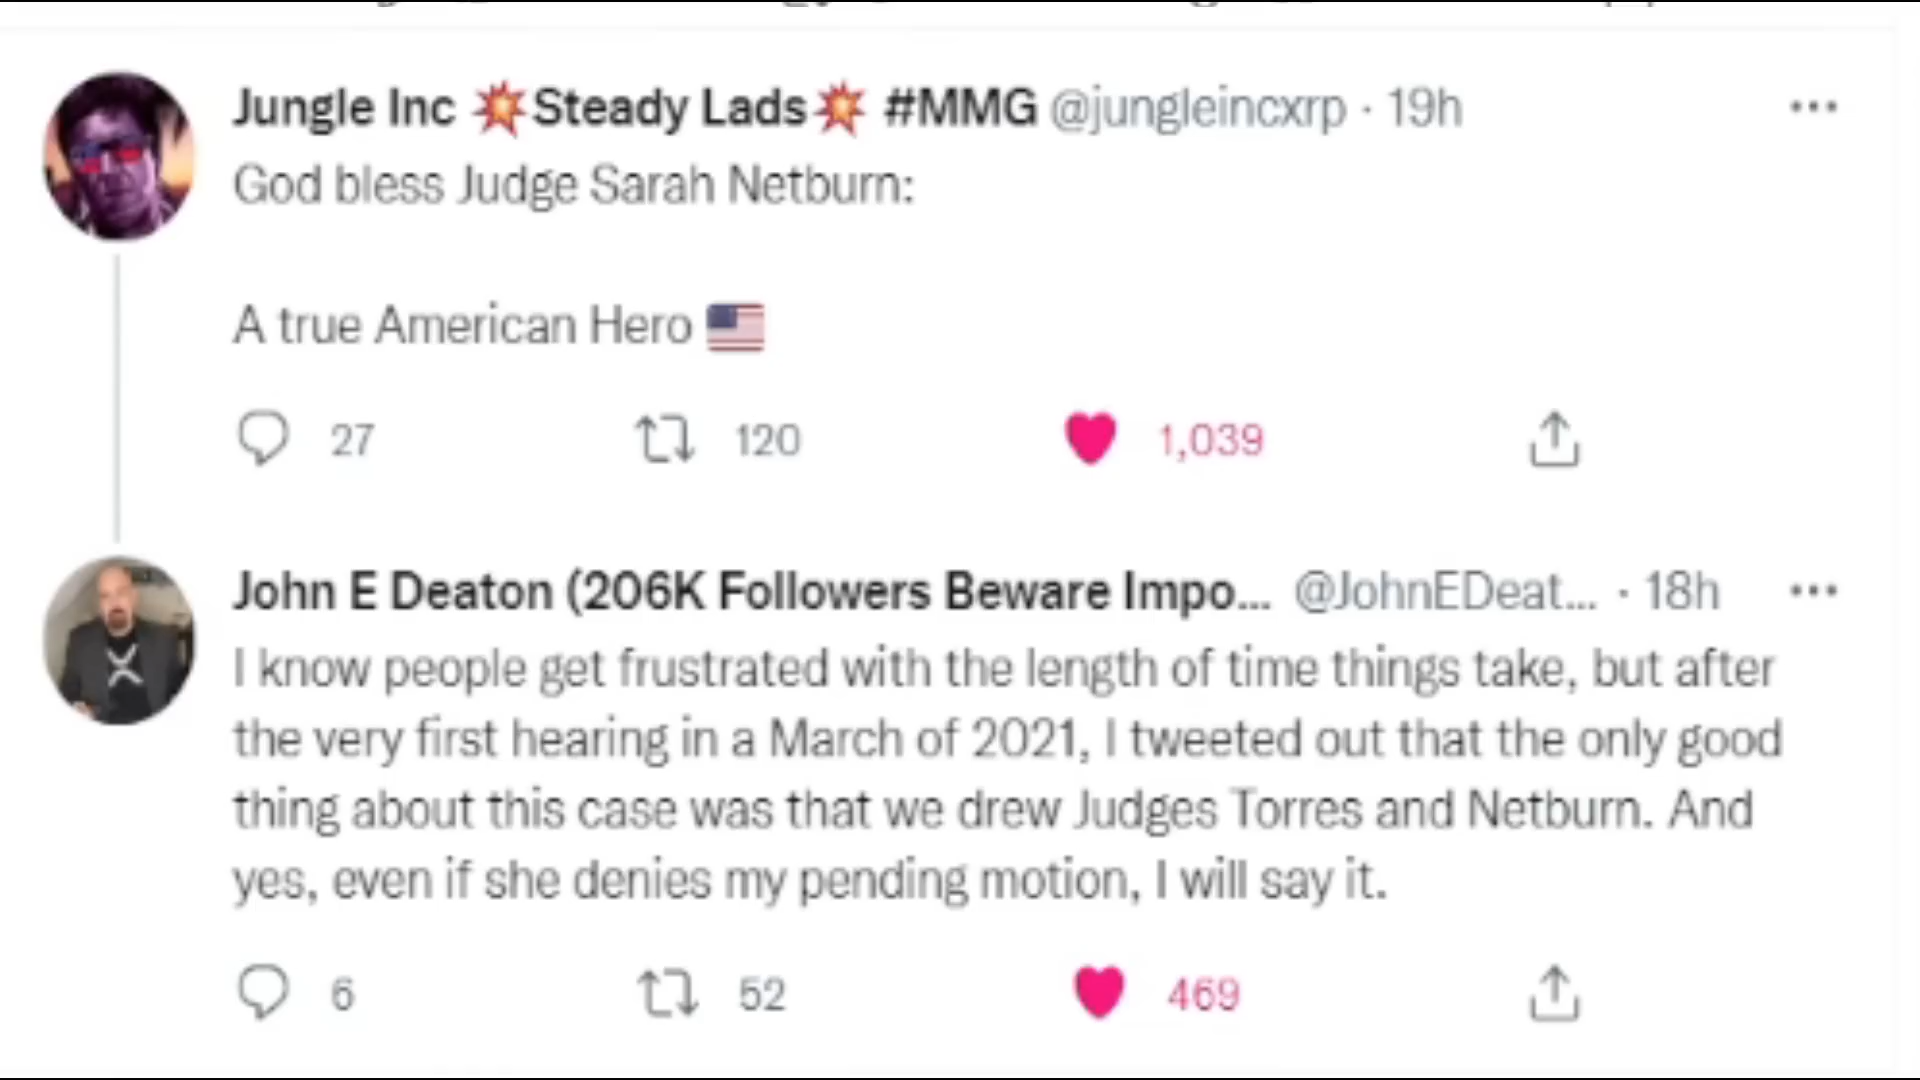 Jungle Inc 💥Steady Lads💥 #MMG @jungleincxrp · 19h
God bless Judge Sarah Netburn:
A true American Hero 🇺🇸
27 120 1,039
John E Deaton (206K Followers Beware Impo... @JohnEDeat... · 18h
I know people get frustrated with the length of time things take, but after
the very first hearing in a March of 2021, I tweeted out that the only good
thing about this case was that we drew Judges Torres and Netburn. And
yes, even if she denies my pending motion, I will say it.
6 52 469